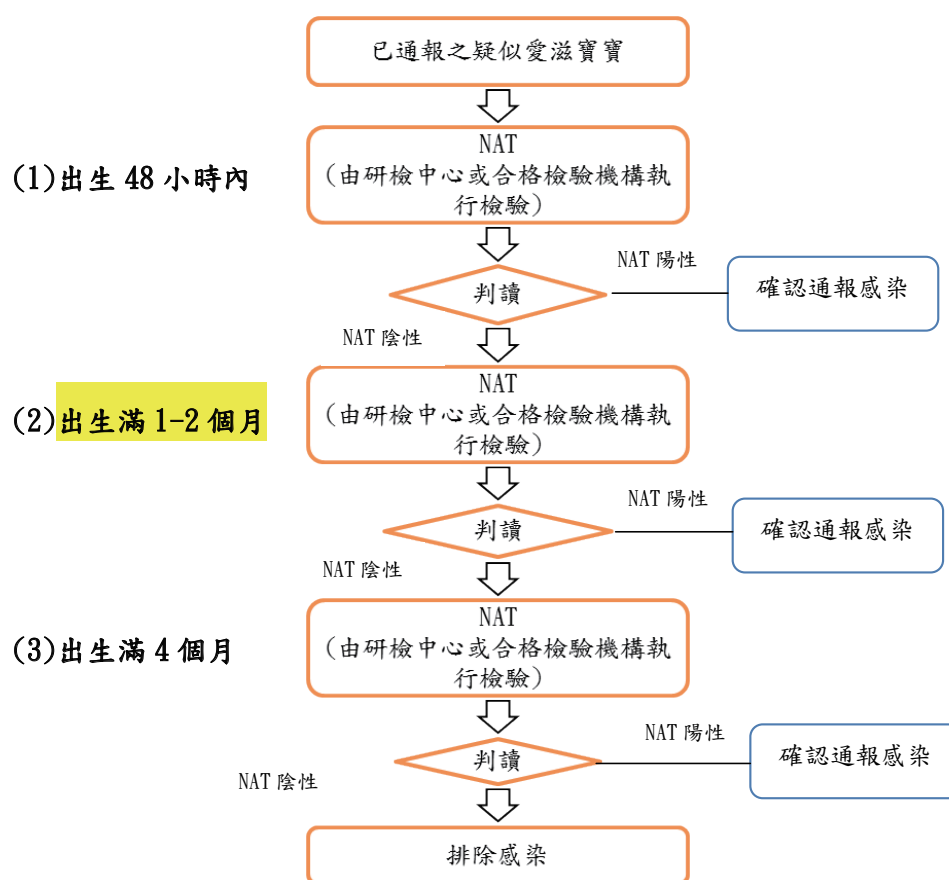 已通報之疑似愛滋寶寶
(1)出生 48 小時內
NAT
(由研檢中心或合格檢驗機構執
行檢驗)
判讀
NAT 陽性
確認通報感染
NAT 陰性
(2)出生滿 1-2 個月
NAT
(由研檢中心或合格檢驗機構執
行檢驗)
判讀
NAT 陽性
確認通報感染
NAT 陰性
(3)出生滿 4 個月
NAT
(由研檢中心或合格檢驗機構執
行檢驗)
判讀
NAT 陽性
確認通報感染
NAT 陰性
排除感染